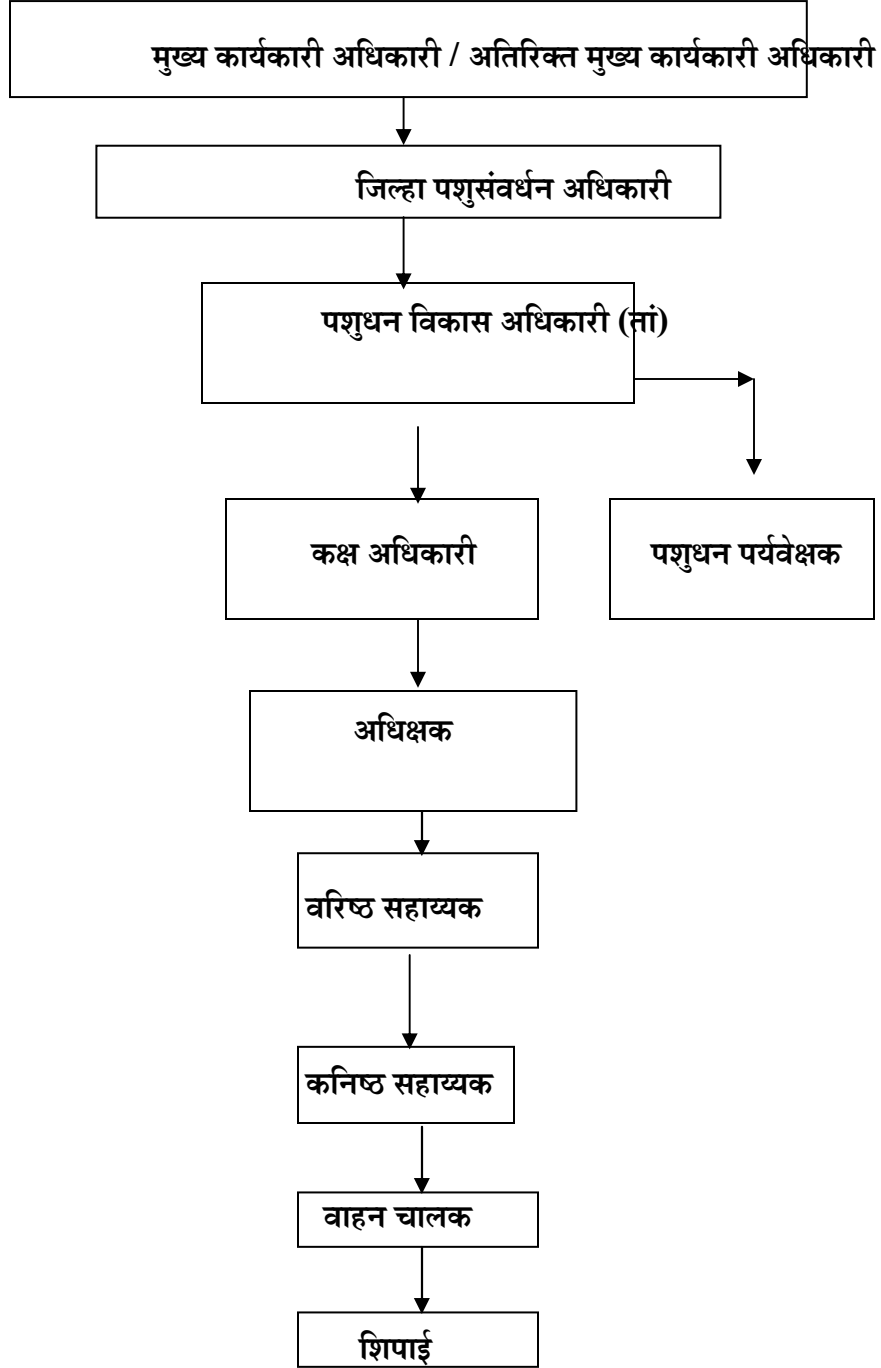 मुख्य कार्यकारी अधिकारी / अतिरिक्त मुख्य कार्यकारी अधिकारी
जिल्हा पशुसंवर्धन अधिकारी
पशुधन विकास अधिकारी (तां)
कक्ष अधिकारी
पशुधन पर्यवेक्षक
अधिक्षक
वरिष्ठ सहाय्यक
कनिष्ठ सहाय्यक
वाहन चालक
शिपाई